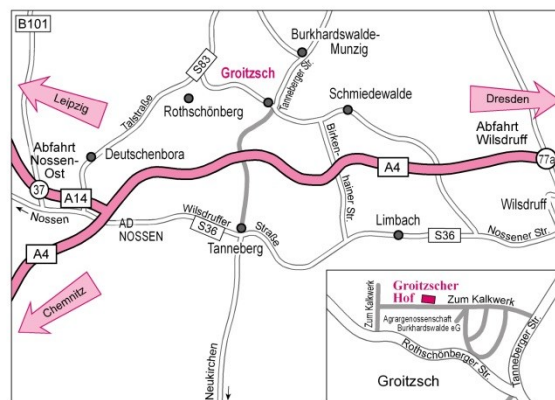 B101
Burkhardswalde-
Munzig
S83
Groitzsch
Tanneberger Str.
Leipzig
Talstraße
Rothschönberg
Schmiedewalde
Dresden
Abfahrt
Nossen-
Ost
Deutschenbora
Birken-
hainer Str.
Abfahrt
Wilsdruff
77a
37
A14
A4
Nossen
AD
NOSSEN
Wilsdruffer
Straße
S36
Tanneberg
Limbach
S36
Nossener Str.
Wilsdruff
A4
Chemnitz
Neukirchen
Groitzscher
Hof
Zum Kalkwerk
Zum Kalkwerk
Agrargenossenschaft
Burkhardswalde eG
Rothschönberger Str.
Tanneberger Str.
Groitzsch